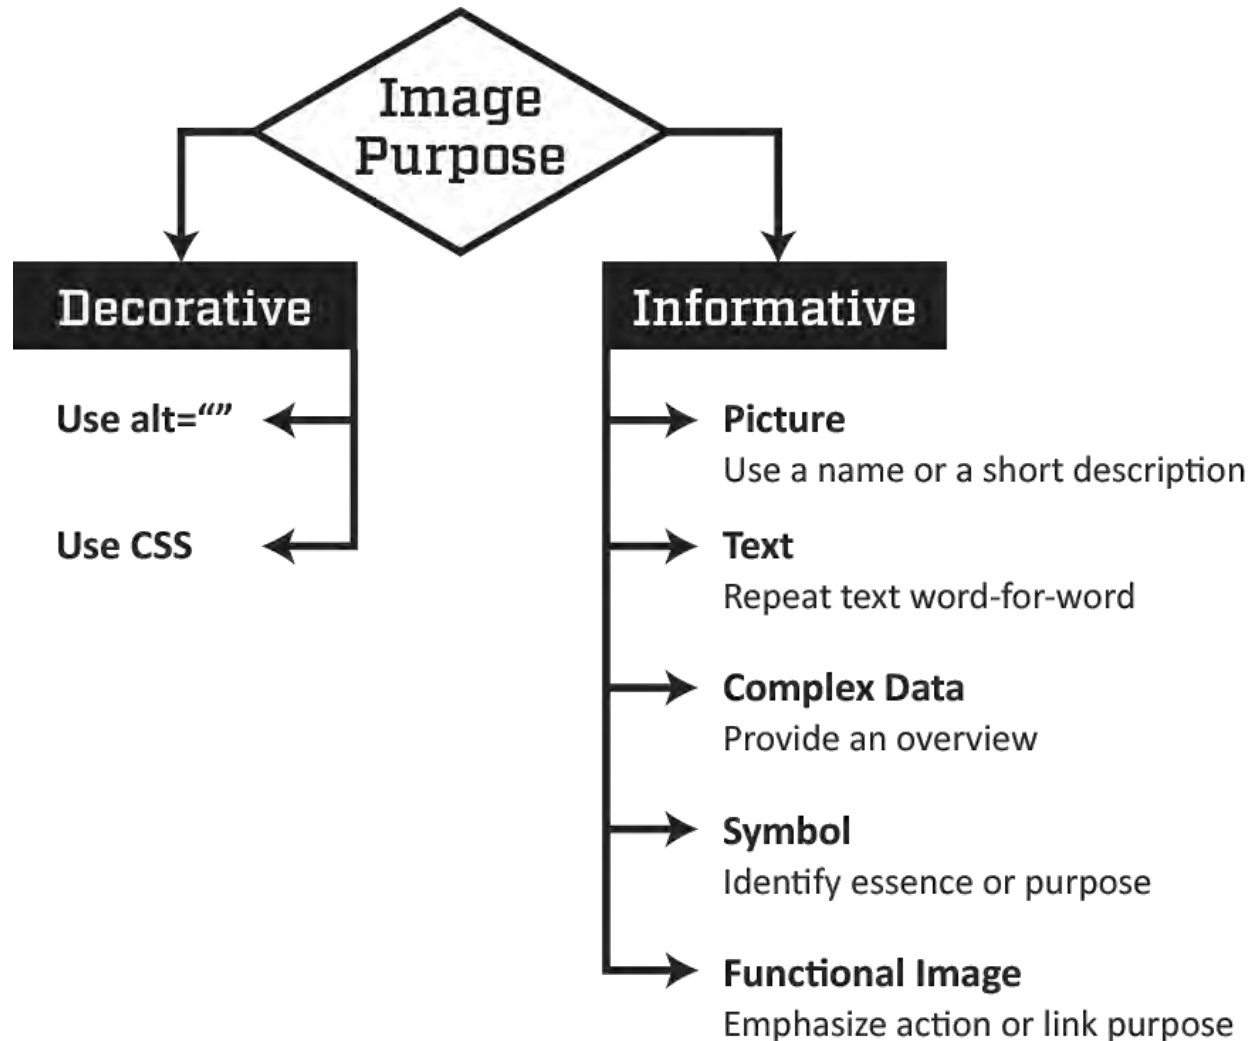 Image
Purpose
Decorative
Informative
Use alt=“”
Use CSS
Picture
Use a name or a short description
Text
Repeat text word-for-word
Complex Data
Provide an overview
Symbol
Identify essence or purpose
Functional Image
Emphasize action or link purpose